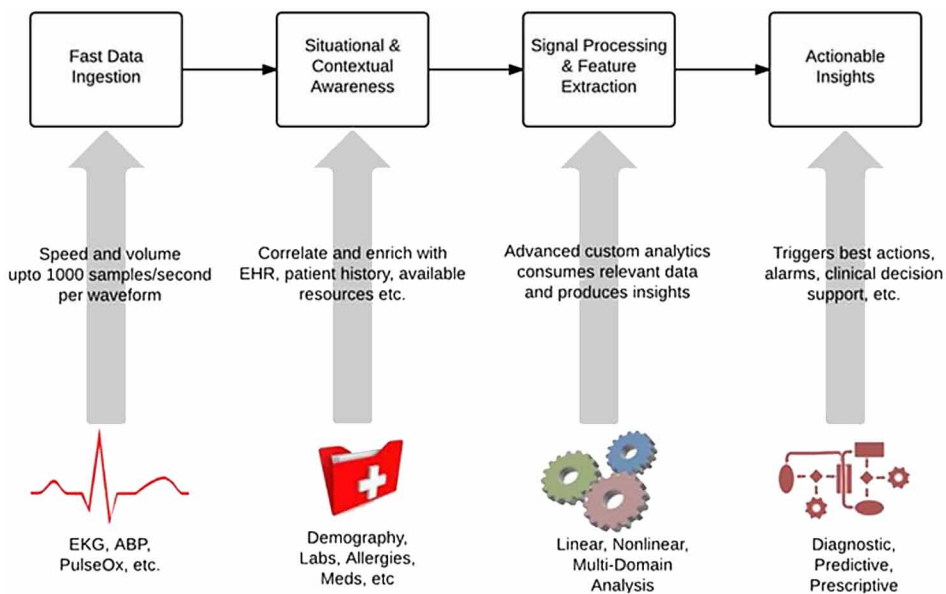 Fast Data
Ingestion
Situational &
Contextual
Awareness
Signal Processing
& Feature
Extraction
Actionable
Insights
Speed and volume
upto 1000 samples/second
per waveform
Correlate and enrich with
EHR, patient history, available
resources etc.
Advanced custom analytics
consumes relevant data
and produces insights
Triggers best actions,
alarms, clinical decision
support, etc.
EKG, ABP,
PulseOx, etc.
Demography,
Labs, Allergies,
Meds, etc
Linear, Nonlinear,
Multi-Domain
Analysis
Diagnostic,
Predictive,
Prescriptive